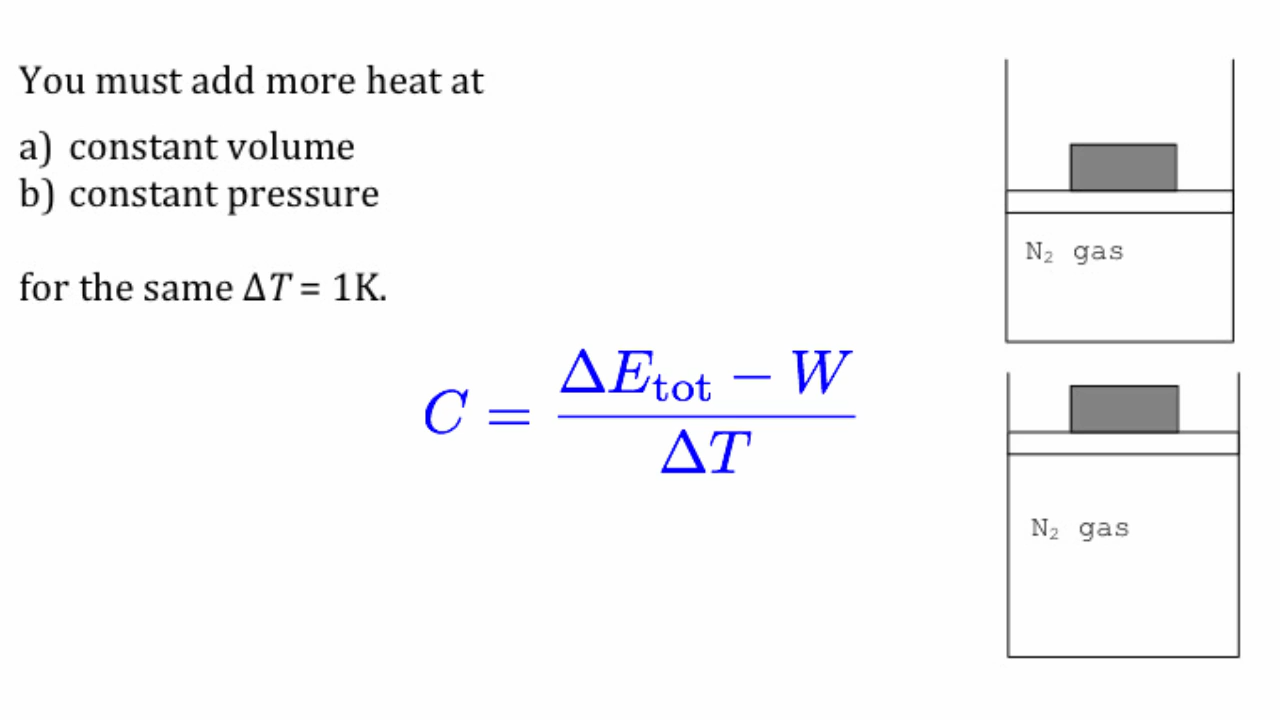 You must add more heat at
a) constant volume
b) constant pressure
for the same ΔT = 1K.
C = (ΔE_tot − W) / ΔT
N₂ gas
N₂ gas